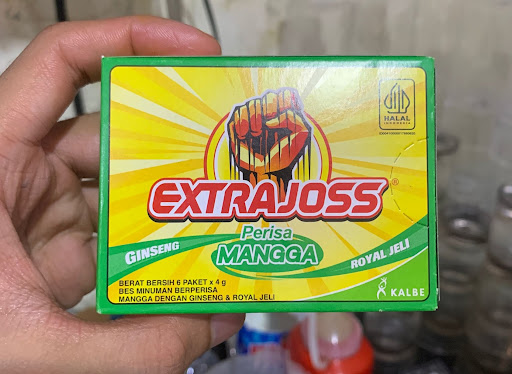 HALAL
INDONESIA
EXTRAJOSS®
Perisa
MANGGA
GINSENG
ROYAL JELI
BERAT BERSIH 6 PAKET x 4 g
BES MINUMAN BERPERISA
MANGGA DENGAN GINSENG & ROYAL JELI
KALBE